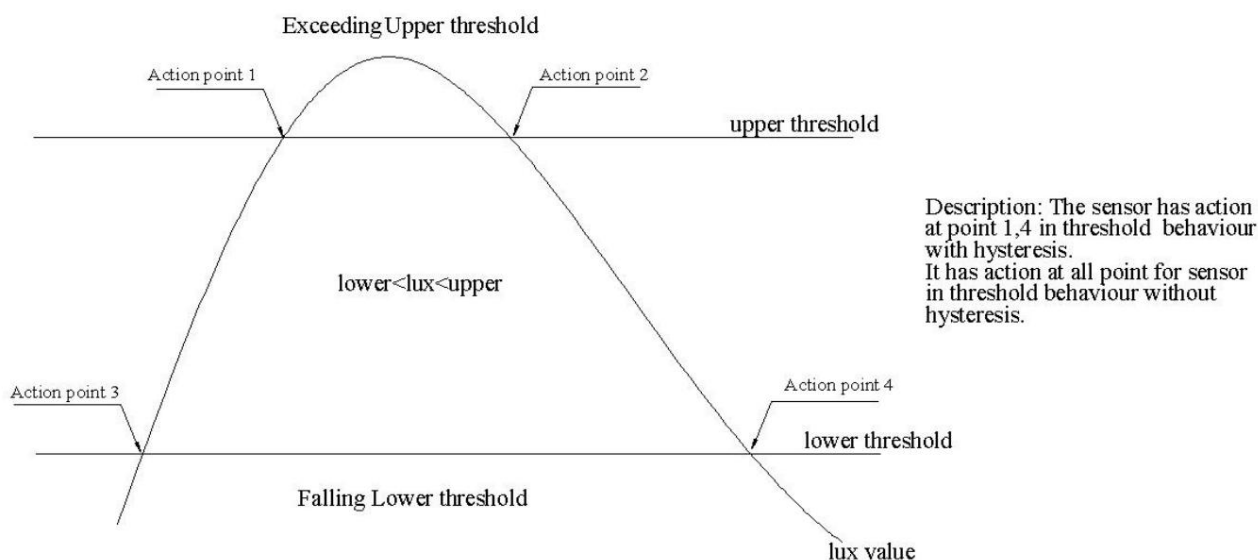 Exceeding Upper threshold
Action point 1
Action point 2
upper threshold
Description: The sensor has action
at point 1,4 in threshold behaviour
with hysteresis.
It has action at all point for sensor
in threshold behaviour without
hysteresis.
lower<lux<upper
Action point 3
Action point 4
lower threshold
Falling Lower threshold
lux value